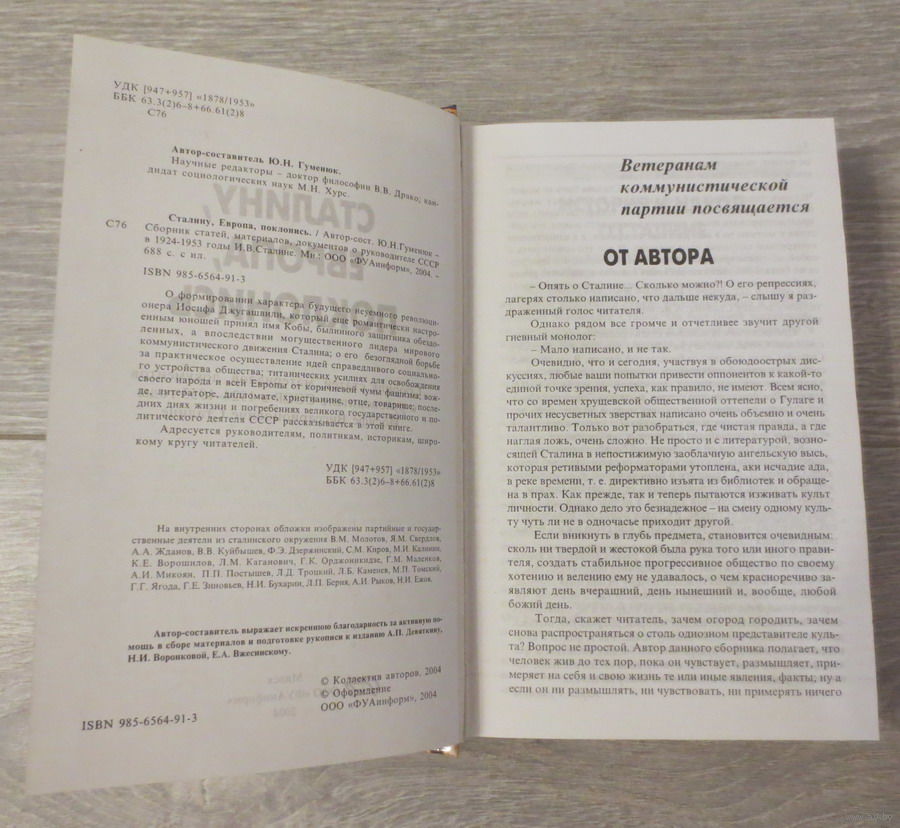 УДК [947+957] «1878/1953»
ББК 63.3(2)6-8+66.61(2)8
С76
Автор-составитель Ю.Н. Гуменюк.
Научные редакторы – доктор философии В.В. Драко, кан-
дидат социологических наук М.Н. Хурс.
Сталину, Европа, поклонись. / Автор-сост. Ю.Н.Гуменюк –
С76 Сборник статей, материалов, документов о руководителе СССР
в 1924-1953 годы И.В.Сталине. Мн.: ООО «ФУАинформ», 2004. –
688 с. с ил.
ISBN 985-6564-91-3
О формировании характера будущего неуемного революци-
онера Иосифа Джугашвили, который еще романтически настро-
енным юношей принял имя Кобы, былинного защитника обездо-
ленных, а впоследствии могущественного лидера мирового
коммунистического движения Сталина; о его безоглядной борьбе
за практическое осуществление идей справедливого социально-
го устройства общества; титанических усилиях для освобождения
своего народа и всей Европы от коричневой чумы фашизма; вож-
де, литераторе, дипломате, христианине, отце, товарище; послед-
них днях жизни и погребениях великого государственного и по-
литического деятеля СССР рассказывается в этой книге.
Адресуется руководителям, политикам, историкам, широ-
кому кругу читателей.
УДК [947+957] «1878/1953»
ББК 63.3(2)6-8+66.61(2)8
На внутренних сторонах обложки изображены партийные и государ-
ственные деятели из сталинского окружения В.М. Молотов, Я.М. Свердлов,
А.А. Жданов, В.В. Куйбышев, Ф.Э. Дзержинский, С.М. Киров, М.И. Калинин,
К.Е. Ворошилов, Л.М. Каганович, Г.К. Орджоникидзе, Г.М. Маленков,
А.И. Микоян, П.П. Постышев, Л.Д. Троцкий, Л.Б. Каменев, М.П. Томский,
Г.Г. Ягода, Г.Е. Зиновьев, Н.И. Бухарин, Л.П. Берия, А.И. Рыков, Н.И. Ежов.
Автор-составитель выражает искреннюю благодарность за активную по-
мощь в сборе материалов и подготовке рукописи к изданию А.П. Девяткину,
Н.И. Воронковой, Е.А. Вжесинскому.
© Коллектив авторов, 2004
© Оформление
ООО «ФУАинформ», 2004
ISBN 985-6564-91-3
Ветеранам
коммунистической
партии посвящается
ОТ АВТОРА
– Опять о Сталине... Сколько можно?! О его репрессиях,
лагерях столько написано, что дальше некуда, – слышу я раз-
драженный голос читателя.
Однако рядом все громче и отчетливее звучит другой
гневный монолог:
– Мало написано, и не так.
Очевидно, что и сегодня, участвуя в обоюдоострых дис-
куссиях, любые ваши попытки привести оппонентов к какой-то
единой точке зрения, успеха, как правило, не имеют. Всем ясно,
что со времен хрущевской общественной оттепели о Гулаге и
прочих несусветных зверствах написано очень объемно и очень
талантливо. Только вот разобраться, где чистая правда, а где
наглая ложь, очень сложно. Не просто и с литературой, возно-
сящей Сталина в непостижимую заоблачную ангельскую высь,
которая ретивыми реформаторами утоплена, аки исчадие ада,
в реке времени, т. е. директивно изъята из библиотек и обраще-
на в прах. Как прежде, так и теперь пытаются изживать культ
личности. Однако дело это безнадежное – на смену одному куль-
ту чуть ли не в одночасье приходит другой.
Если вникнуть в глубь предмета, становится очевидным:
сколь ни твердой и жестокой была рука того или иного прави-
теля, создать стабильное прогрессивное общество по своему
хотению и велению ему не удавалось, о чем красноречиво за-
являют день вчерашний, день нынешний и, вообще, любой
божий день.
Тогда, скажет читатель, зачем огород городить, зачем
снова распространяться о столь одиозном представителе куль-
та? Вопрос не простой. Автор данного сборника полагает, что
человек жив до тех пор, пока он чувствует, размышляет, при-
меряет на себя и свою жизнь те или иные явления, факты; ну а
если он ни размышлять, ни чувствовать, ни примерять ничего